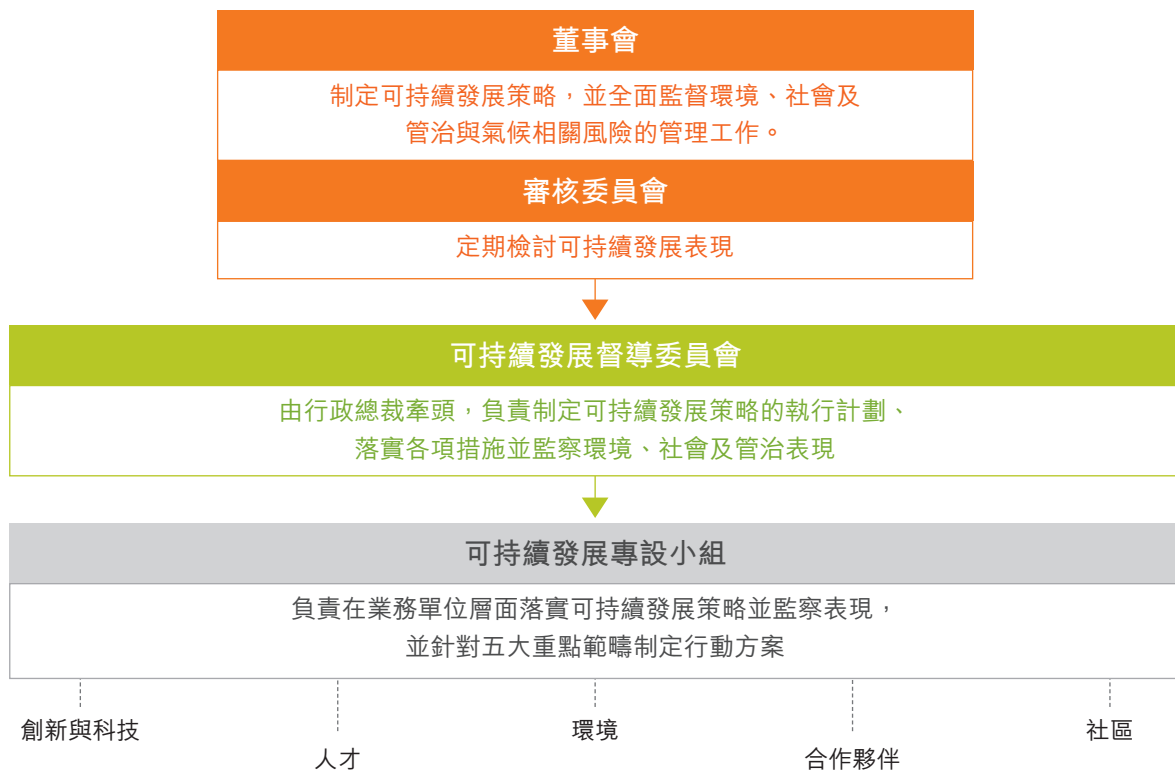 董事會
制定可持續發展策略，並全面監督環境、社會及
管治與氣候相關風險的管理工作。
審核委員會
定期檢討可持續發展表現
可持續發展督導委員會
由行政總裁牽頭，負責制定可持續發展策略的執行計劃、
落實各項措施並監察環境、社會及管治表現
可持續發展專設小組
負責在業務單位層面落實可持續發展策略並監察表現，
並針對五大重點範疇制定行動方案
創新與科技
人才
環境
合作夥伴
社區